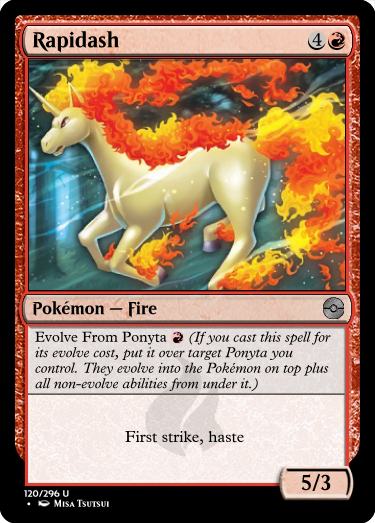 Rapidash 4
Pokémon — Fire
Evolve From Ponyta (If you cast this spell for
its evolve cost, put it over target Ponyta you
control. They evolve into the Pokémon on top plus
all non-evolve abilities from under it.)
First strike, haste
5/3
120/296 U
• Misa Tsutsui